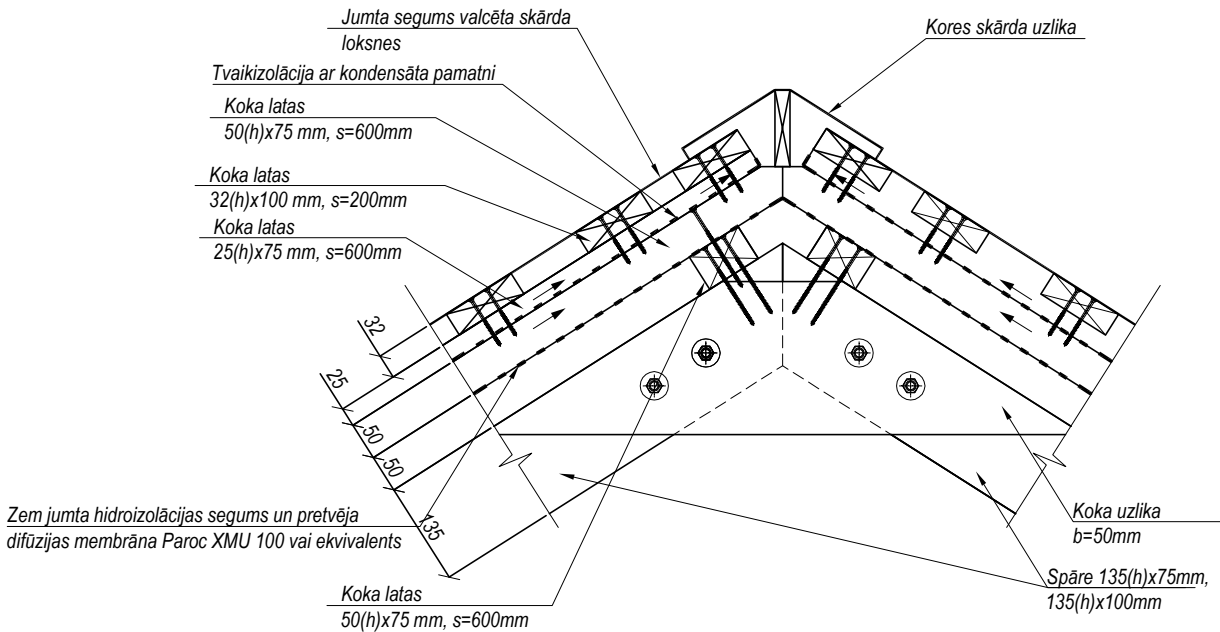 Jumta segums valcēta skārda
loksnes
Kores skārda uzlika
Tvaikizolācija ar kondensāta pamatni
Koka latas
50(h)x75 mm, s=600mm
Koka latas
32(h)x100 mm, s=200mm
Koka latas
25(h)x75 mm, s=600mm
32
25
50
50
135
Zem jumta hidroizolācijas segums un pretvēja
difūzijas membrāna Paroc XMU 100 vai ekvivalents
Koka uzlika
b=50mm
Spāre 135(h)x75mm,
135(h)x100mm
Koka latas
50(h)x75 mm, s=600mm